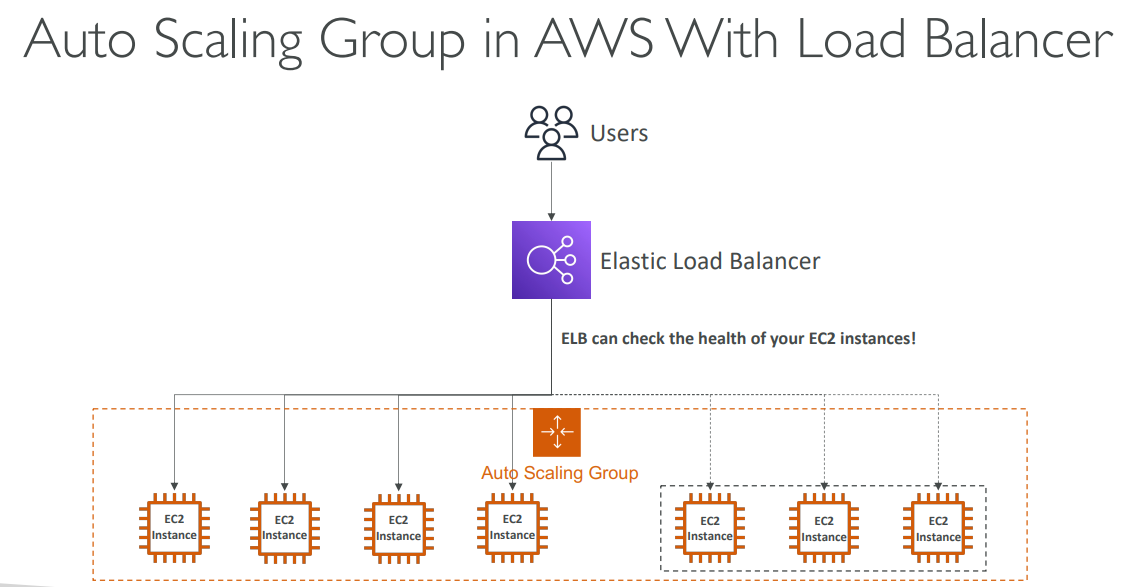 Auto Scaling Group in AWS With Load Balancer
Users
Elastic Load Balancer
ELB can check the health of your EC2 instances!
Auto Scaling Group
EC2
Instance
EC2
Instance
EC2
Instance
EC2
Instance
EC2
Instance
EC2
Instance
EC2
Instance